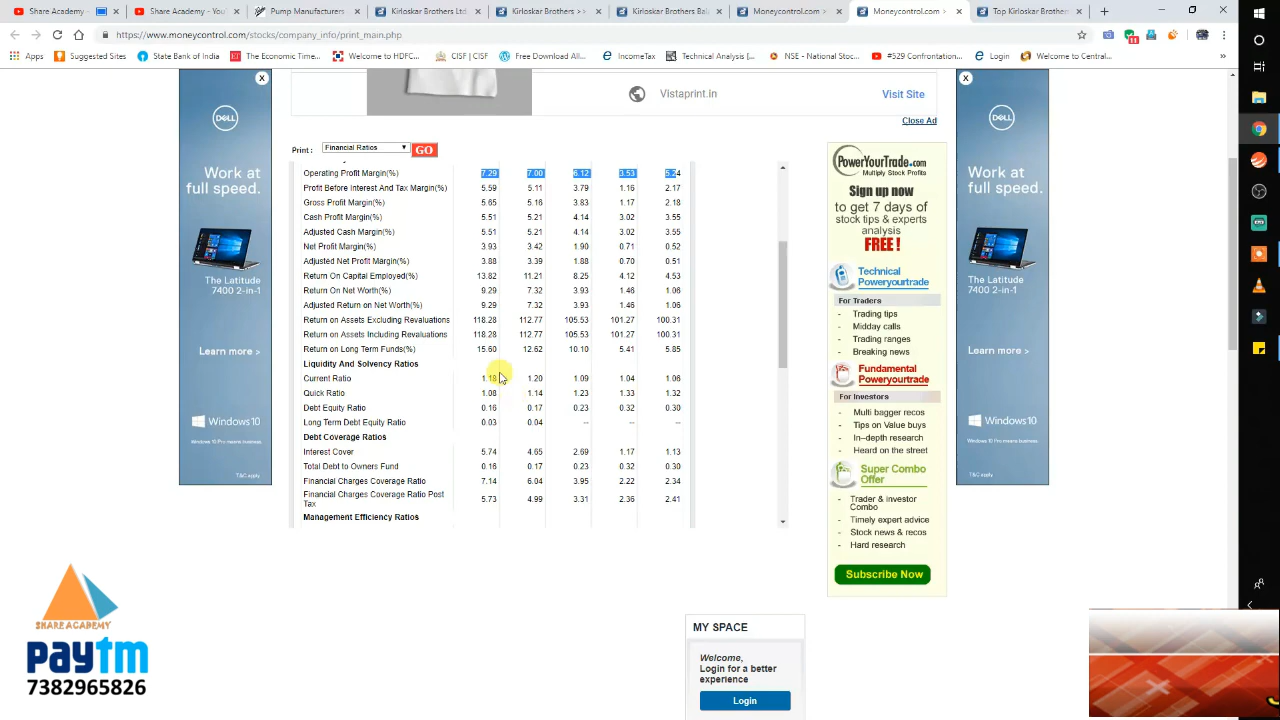 Share Academy -
Share Academy -
Pump Manufacturers
Kirloskar Brothers Ltd.
Kirloskar Brothers >>
Kirloskar Brothers Bala
Moneycontrol.com >>
Moneycontrol.com >>
Top Kirloskar Brothers
https://www.moneycontrol.com/stocks/company_info/print_main.php
11
Apps
Suggested Sites
State Bank of India
The Economic Times
Welcome to HDFC B
CISF | CISF
Free Download All...
IncomeTax
Technical Analysis [...
NSE - National Stoc...
#529 Confrontation...
Login
Welcome to Central...
»
X
DELL
Work at
full speed.
The Latitude
7400 2-in-1
Learn more >
Windows10
Windows 10 Pro means business.
T&C apply
Vistaprint.in
Visit Site
Close Ad
Print :
Financial Ratios
GO
Operating Profit Margin(%) 7.29 7.00 6.12 3.53 5.24
Profit Before Interest And Tax Margin(%) 5.59 5.11 3.79 1.16 2.17
Gross Profit Margin(%) 5.65 5.16 3.83 1.17 2.18
Cash Profit Margin(%) 5.51 5.21 4.14 3.02 3.55
Adjusted Cash Margin(%) 5.51 5.21 4.14 3.02 3.55
Net Profit Margin(%) 3.93 3.42 1.90 0.71 0.52
Adjusted Net Profit Margin(%) 3.88 3.39 1.88 0.70 0.51
Return On Capital Employed(%) 13.82 11.21 8.25 4.12 4.53
Return On Net Worth(%) 9.29 7.32 3.93 1.46 1.06
Adjusted Return on Net Worth(%) 9.29 7.32 3.93 1.46 1.06
Return on Assets Excluding Revaluations 118.28 112.77 105.53 101.27 100.31
Return on Assets Including Revaluations 118.28 112.77 105.53 101.27 100.31
Return on Long Term Funds(%) 15.60 12.62 10.10 5.41 5.85
Liquidity And Solvency Ratios
Current Ratio 1.18 1.20 1.09 1.04 1.06
Quick Ratio 1.08 1.14 1.23 1.33 1.32
Debt Equity Ratio 0.16 0.17 0.23 0.32 0.30
Long Term Debt Equity Ratio 0.03 0.04 -- -- --
Debt Coverage Ratios
Interest Cover 5.74 4.65 2.69 1.17 1.13
Total Debt to Owners Fund 0.16 0.17 0.23 0.32 0.30
Financial Charges Coverage Ratio 7.14 6.04 3.95 2.22 2.34
Financial Charges Coverage Ratio Post
Tax 5.73 4.99 3.31 2.36 2.41
Management Efficiency Ratios
PowerYourTrade.com
Multiply Stock Profits
Sign up now
to get 7 days of
stock tips & experts
analysis
FREE !
Technical
Poweryourtrade
For Traders
- Trading tips
- Midday calls
- Trading ranges
- Breaking news
Fundamental
Poweryourtrade
For Investors
- Multi bagger recos
- Tips on Value buys
- In-depth research
- Heard on the street
Super Combo
Offer
- Trader & investor
Combo
- Timely expert advice
- Stock news & recos
- Hard research
Subscribe Now
X
DELL
Work at
full speed.
The Latitude
7400 2-in-1
Learn more >
Windows10
Windows 10 Pro means business.
T&C apply
MY SPACE
Welcome,
Login for a better
experience
Login
SHARE ACADEMY
paytm
7382965826